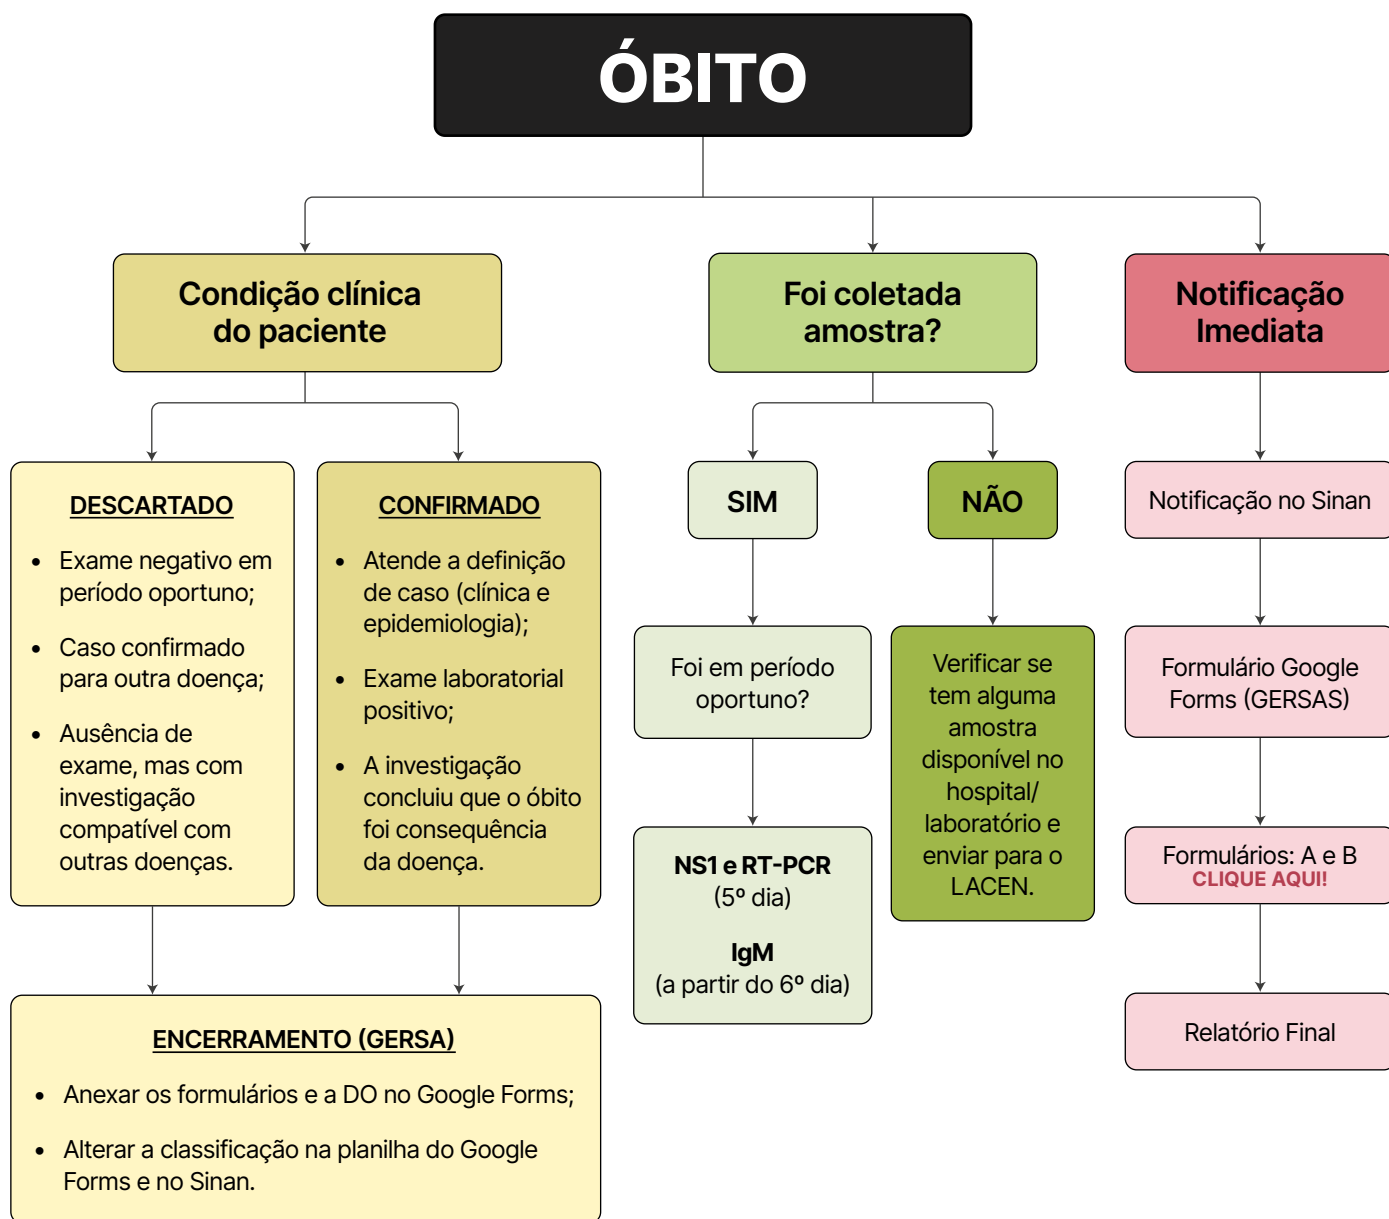 ÓBITO
Condição clínica
do paciente
DESCARTADO
• Exame negativo em
período oportuno;
• Caso confirmado
para outra doença;
• Ausência de
exame, mas com
investigação
compatível com
outras doenças.
CONFIRMADO
• Atende a definição
de caso (clínica e
epidemiologia);
• Exame laboratorial
positivo;
• A investigação
concluiu que o óbito
foi consequência
da doença.
ENCERRAMENTO (GERSA)
• Anexar os formulários e a DO no Google Forms;
• Alterar a classificação na planilha do Google
Forms e no Sinan.
Foi coletada
amostra?
SIM
Foi em período
oportuno?
NS1 e RT-PCR
(5º dia)
IgM
(a partir do 6º dia)
NÃO
Verificar se
tem alguma
amostra
disponível no
hospital/
laboratório e
enviar para o
LACEN.
Notificação
Imediata
Notificação no Sinan
Formulário Google
Forms (GERSAS)
Formulários: A e B
CLIQUE AQUI!
Relatório Final